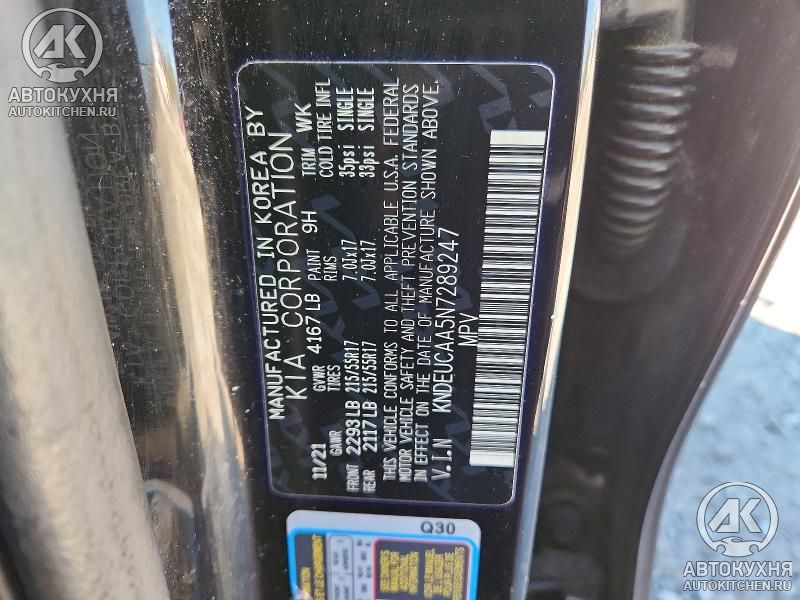 АК
АВТОКУХНЯ
AUTOKITCHEN.RU
MANUFACTURED IN KOREA BY
KIA CORPORATION
11/21 GVWR 4167 LB PAINT 9H TRIM WK
GAWR TIRES RIMS COLD TIRE INFL
FRONT 2293 LB 215/55R17 7.0Jx17 35psi SINGLE
REAR 2117 LB 215/55R17 7.0Jx17 33psi SINGLE
THIS VEHICLE CONFORMS TO ALL APPLICABLE U.S.A. FEDERAL
MOTOR VEHICLE SAFETY AND THEFT PREVENTION STANDARDS
IN EFFECT ON THE DATE OF MANUFACTURE SHOWN ABOVE.
V.I.N KNDEUCAA5N7289247
MPV
Q30
АК
АВТОКУХНЯ
AUTOKITCHEN.RU